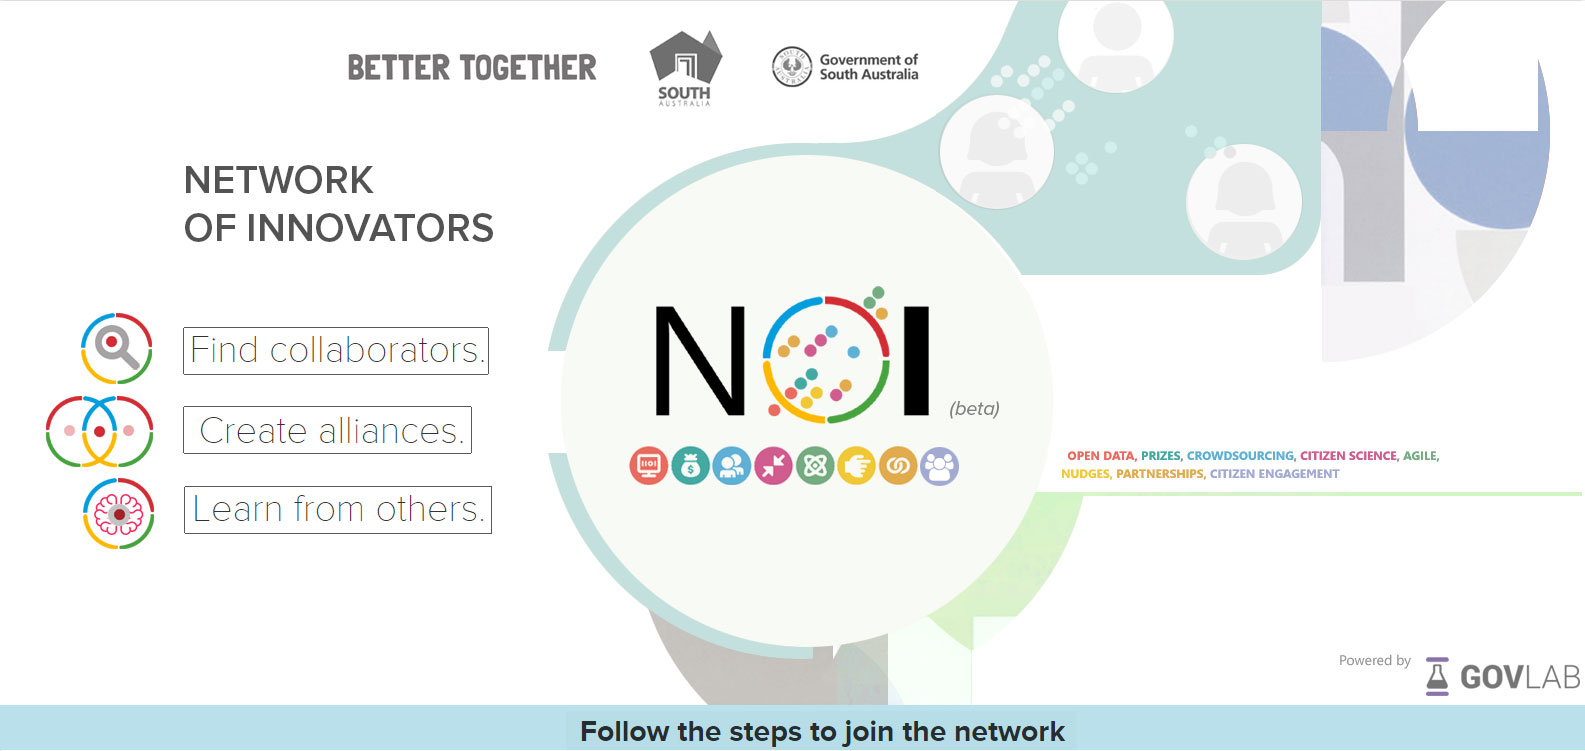 BETTER TOGETHER
SOUTH
AUSTRALIA
Government of
South Australia
NETWORK
OF INNOVATORS
Find collaborators.
Create alliances.
Learn from others.
NOI
(beta)
OPEN DATA, PRIZES, CROWDSOURCING, CITIZEN SCIENCE, AGILE,
NUDGES, PARTNERSHIPS, CITIZEN ENGAGEMENT
Powered by
GOVLAB
Follow the steps to join the network